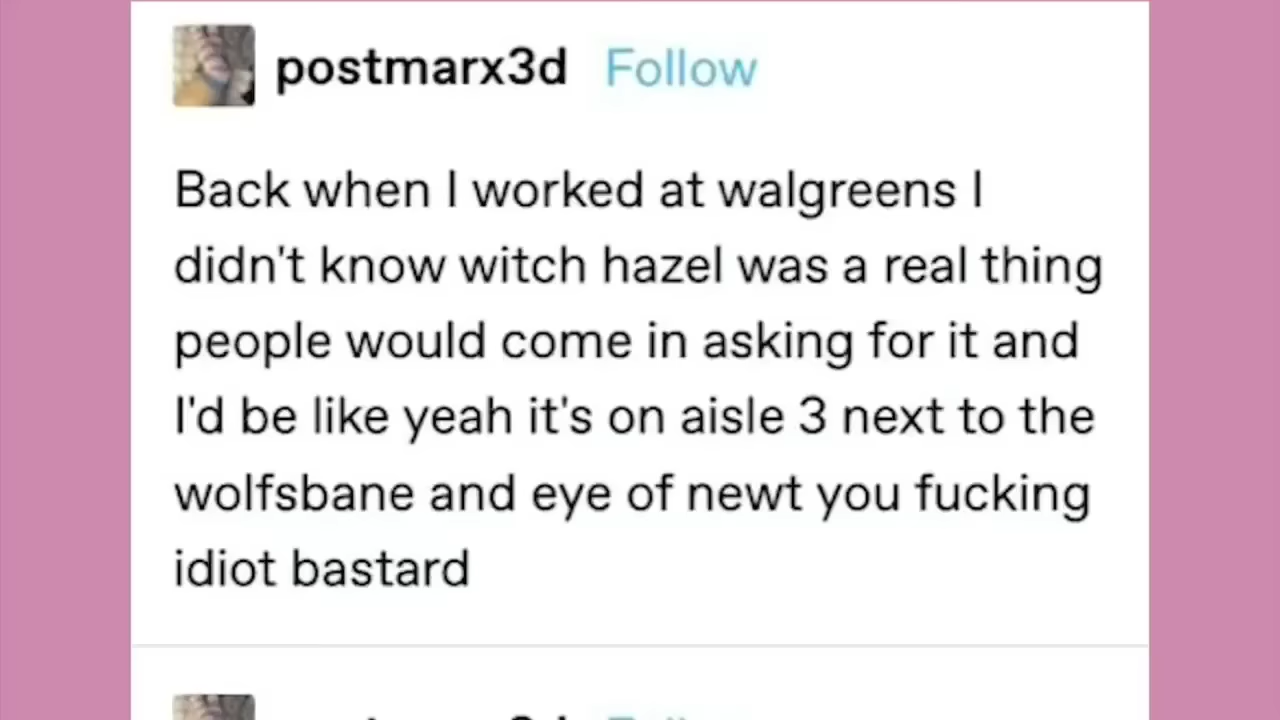 postmarx3d Follow
Back when I worked at walgreens I
didn't know witch hazel was a real thing
people would come in asking for it and
I'd be like yeah it's on aisle 3 next to the
wolfsbane and eye of newt you fucking
idiot bastard